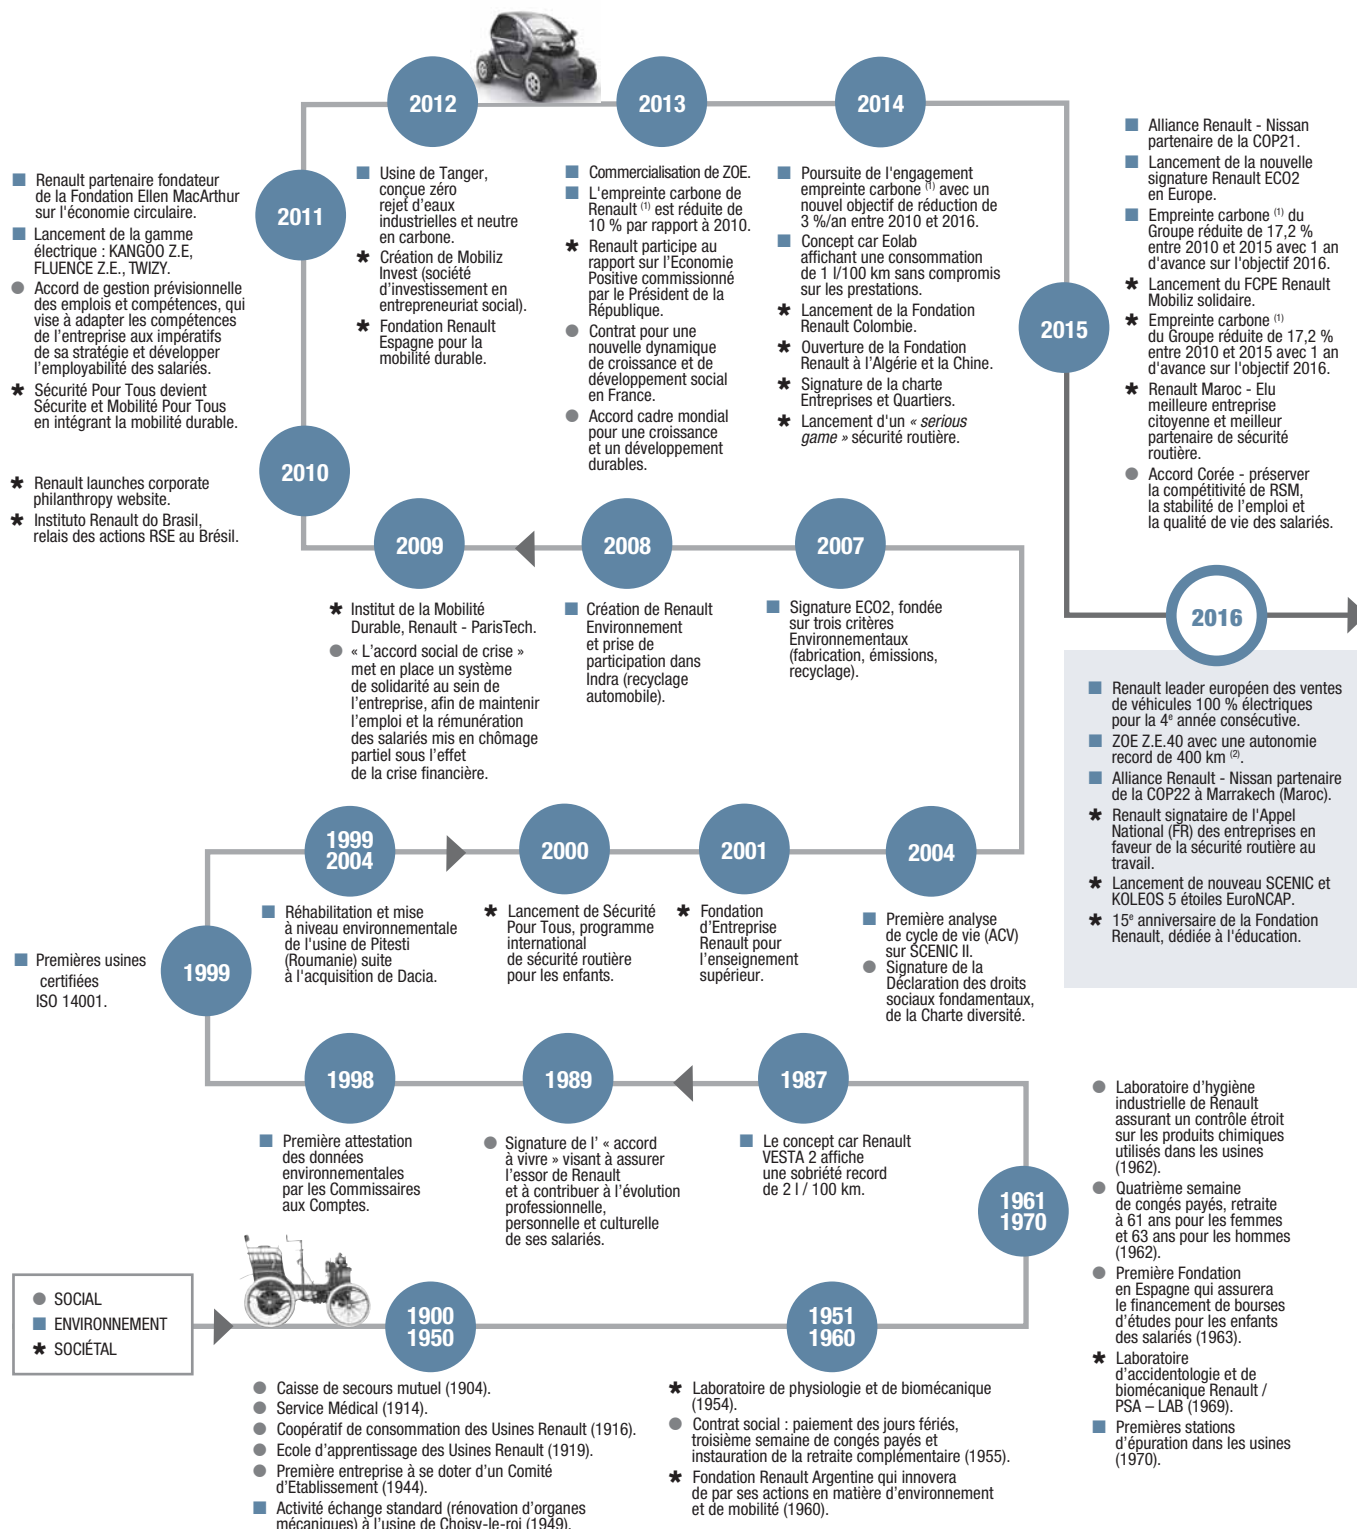 2012
2013
2014
2011
Renault partenaire fondateur
de la Fondation Ellen MacArthur
sur l'économie circulaire.
Lancement de la gamme
électrique : KANGOO Z.E,
FLUENCE Z.E., TWIZY.
Accord de gestion prévisionnelle
des emplois et compétences, qui
vise à adapter les compétences
de l'entreprise aux impératifs
de sa stratégie et développer
l'employabilité des salariés.
Sécurité Pour Tous devient
Sécurite et Mobilité Pour Tous
en intégrant la mobilité durable.
Usine de Tanger,
conçue zéro
rejet d'eaux
industrielles et neutre
en carbone.
Création de Mobiliz
Invest (société
d'investissement en
entrepreneuriat social).
Fondation Renault
Espagne pour la
mobilité durable.
Commercialisation de ZOE.
L'empreinte carbone de
Renault (1) est réduite de
10 % par rapport à 2010.
Renault participe au
rapport sur l'Economie
Positive commissionné
par le Président de la
République.
Contrat pour une
nouvelle dynamique
de croissance et de
développement social
en France.
Accord cadre mondial
pour une croissance
et un développement
durables.
Poursuite de l'engagement
empreinte carbone (1) avec un
nouvel objectif de réduction de
3 %/an entre 2010 et 2016.
Concept car Eolab
affichant une consommation
de 1 l/100 km sans compromis
sur les prestations.
Lancement de la Fondation
Renault Colombie.
Ouverture de la Fondation
Renault à l'Algérie et la Chine.
Signature de la charte
Entreprises et Quartiers.
Lancement d'un « serious
game » sécurité routière.
2015
Alliance Renault - Nissan
partenaire de la COP21.
Lancement de la nouvelle
signature Renault ECO2
en Europe.
Empreinte carbone (1) du
Groupe réduite de 17,2 %
entre 2010 et 2015 avec 1 an
d'avance sur l'objectif 2016.
Lancement du FCPE Renault
Mobiliz solidaire.
Empreinte carbone (1)
du Groupe réduite de 17,2 %
entre 2010 et 2015 avec 1 an
d'avance sur l'objectif 2016.
Renault Maroc - Elu
meilleure entreprise
citoyenne et meilleur
partenaire de sécurité
routière.
Accord Corée - préserver
la compétitivité de RSM,
la stabilité de l'emploi et
la qualité de vie des salariés.
2010
Renault launches corporate
philanthropy website.
Instituto Renault do Brasil,
relais des actions RSE au Brésil.
2009
2008
2007
Institut de la Mobilité
Durable, Renault - ParisTech.
« L'accord social de crise »
met en place un système
de solidarité au sein de
l'entreprise, afin de maintenir
l'emploi et la rémunération
des salariés mis en chômage
partiel sous l'effet
de la crise financière.
Création de Renault
Environnement
et prise de
participation dans
Indra (recyclage
automobile).
Signature ECO2, fondée
sur trois critères
Environnementaux
(fabrication, émissions,
recyclage).
2016
Renault leader européen des ventes
de véhicules 100 % électriques
pour la 4e année consécutive.
ZOE Z.E.40 avec une autonomie
record de 400 km (2).
Alliance Renault - Nissan partenaire
de la COP22 à Marrakech (Maroc).
Renault signataire de l'Appel
National (FR) des entreprises en
faveur de la sécurité routière au
travail.
Lancement de nouveau SCENIC et
KOLEOS 5 étoiles EuroNCAP.
15e anniversaire de la Fondation
Renault, dédiée à l'éducation.
1999
2004
2000
2001
2004
Réhabilitation et mise
à niveau environnementale
de l'usine de Pitesti
(Roumanie) suite
à l'acquisition de Dacia.
Lancement de Sécurité
Pour Tous, programme
international
de sécurité routière
pour les enfants.
Fondation
d'Entreprise
Renault pour
l'enseignement
supérieur.
Première analyse
de cycle de vie (ACV)
sur SCENIC II.
Signature de la
Déclaration des droits
sociaux fondamentaux,
de la Charte diversité.
1999
Premières usines
certifiées
ISO 14001.
1998
1989
1987
Première attestation
des données
environnementales
par les Commissaires
aux Comptes.
Signature de l' « accord
à vivre » visant à assurer
l'essor de Renault
et à contribuer à l'évolution
professionnelle,
personnelle et culturelle
de ses salariés.
Le concept car Renault
VESTA 2 affiche
une sobriété record
de 2 l / 100 km.
1961
1970
Laboratoire d'hygiène
industrielle de Renault
assurant un contrôle étroit
sur les produits chimiques
utilisés dans les usines
(1962).
Quatrième semaine
de congés payés, retraite
à 61 ans pour les femmes
et 63 ans pour les hommes
(1962).
Première Fondation
en Espagne qui assurera
le financement de bourses
d'études pour les enfants
des salariés (1963).
Laboratoire
d'accidentologie et de
biomécanique Renault /
PSA – LAB (1969).
Premières stations
d'épuration dans les usines
(1970).
SOCIAL
ENVIRONNEMENT
SOCIÉTAL
1900
1950
1951
1960
Caisse de secours mutuel (1904).
Service Médical (1914).
Coopératif de consommation des Usines Renault (1916).
Ecole d'apprentissage des Usines Renault (1919).
Première entreprise à se doter d'un Comité
d'Etablissement (1944).
Activité échange standard (rénovation d'organes
mécaniques) à l'usine de Choisy-le-roi (1949).
Laboratoire de physiologie et de biomécanique
(1954).
Contrat social : paiement des jours fériés,
troisième semaine de congés payés et
instauration de la retraite complémentaire (1955).
Fondation Renault Argentine qui innovera
de par ses actions en matière d'environnement
et de mobilité (1960).